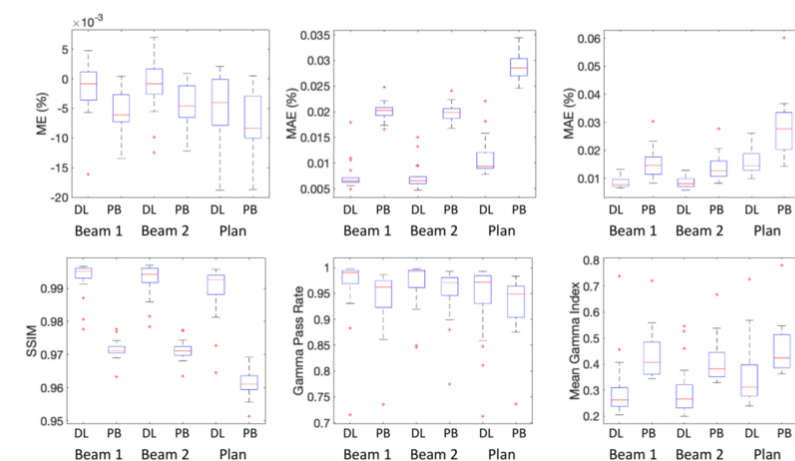 ×10⁻³
5
0
-5
-10
-15
-20
ME (%)
DL PB DL PB DL PB
Beam 1 Beam 2 Plan
0.035
0.03
0.025
0.02
0.015
0.01
0.005
MAE (%)
DL PB DL PB DL PB
Beam 1 Beam 2 Plan
0.06
0.05
0.04
0.03
0.02
0.01
MAE (%)
DL PB DL PB DL PB
Beam 1 Beam 2 Plan
0.99
0.98
0.97
0.96
0.95
SSIM
DL PB DL PB DL PB
Beam 1 Beam 2 Plan
1
0.95
0.9
0.85
0.8
0.75
0.7
Gamma Pass Rate
DL PB DL PB DL PB
Beam 1 Beam 2 Plan
0.8
0.7
0.6
0.5
0.4
0.3
0.2
Mean Gamma Index
DL PB DL PB DL PB
Beam 1 Beam 2 Plan